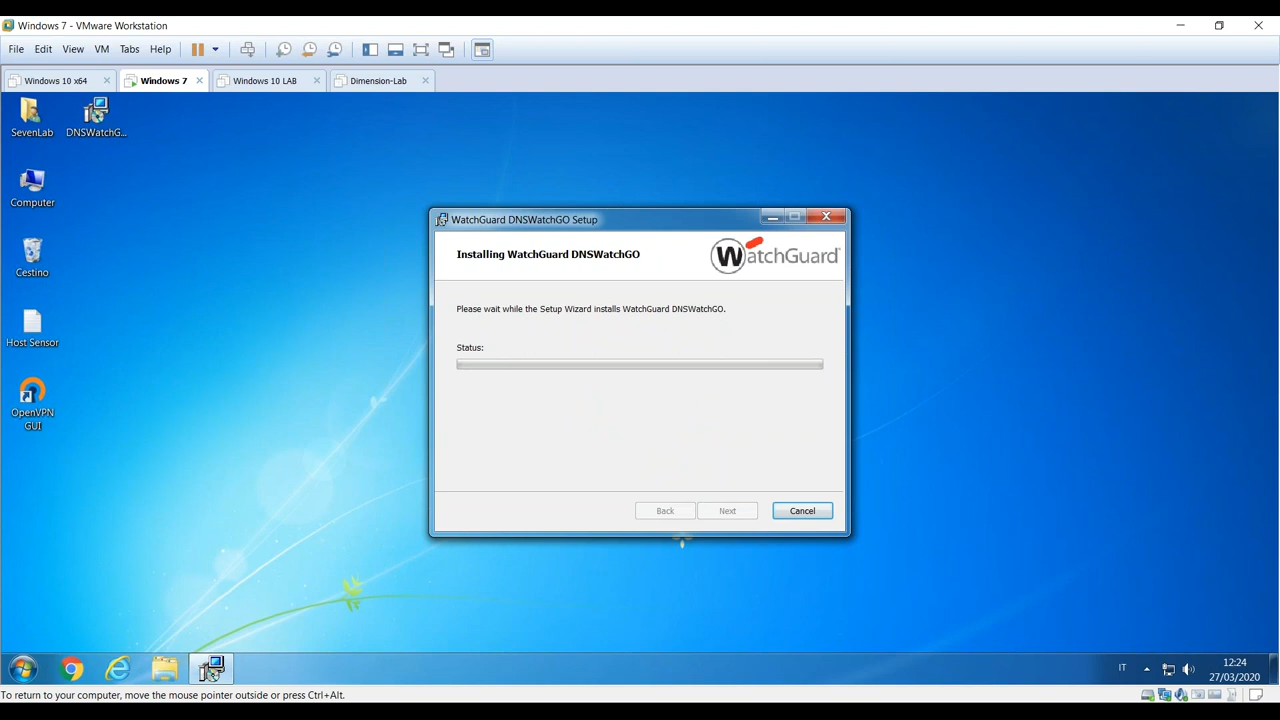 Windows 7 - VMware Workstation
File Edit View VM Tabs Help
Windows 10 x64 Windows 7 Windows 10 LAB Dimension-Lab
SevenLab
DNSWatchG...
Computer
Cestino
Host Sensor
OpenVPN
GUI
WatchGuard DNSWatchGO Setup
Installing WatchGuard DNSWatchGO
WatchGuard
Please wait while the Setup Wizard installs WatchGuard DNSWatchGO.
Status:
Back Next Cancel
IT
12:24
27/03/2020
To return to your computer, move the mouse pointer outside or press Ctrl+Alt.